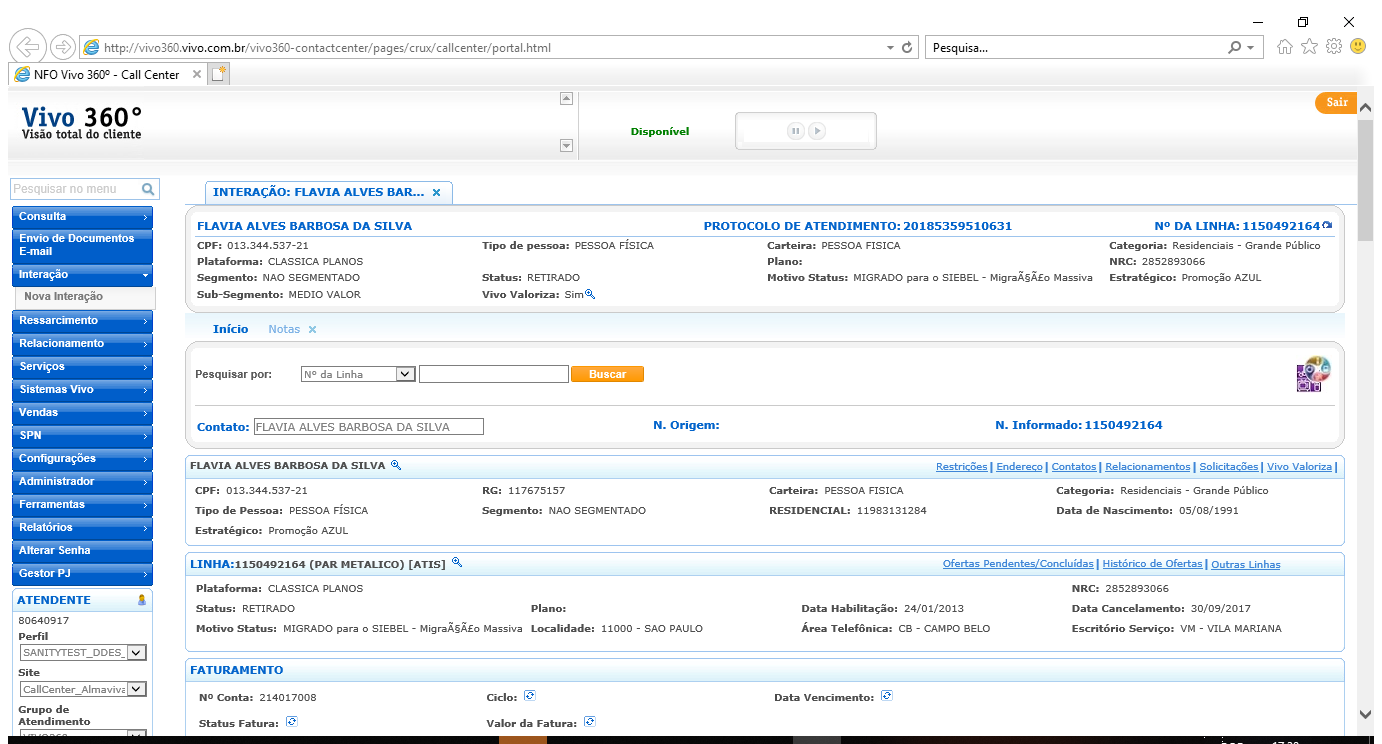 http://vivo360.vivo.com.br/vivo360-contactcenter/pages/crux/callcenter/portal.html
Pesquisa...
NFO Vivo 360º - Call Center
Vivo 360°
Visão total do cliente
Disponível
Sair
Pesquisar no menu
Consulta
Envio de Documentos
E-mail
Interação
Nova Interação
Ressarcimento
Relacionamento
Serviços
Sistemas Vivo
Vendas
SPN
Configurações
Administrador
Ferramentas
Relatórios
Alterar Senha
Gestor PJ
ATENDENTE
80640917
Perfil
SANITYTEST_DDES_
Site
CallCenter_Almaviva
Grupo de
Atendimento
INTERAÇÃO: FLAVIA ALVES BAR...
FLAVIA ALVES BARBOSA DA SILVA PROTOCOLO DE ATENDIMENTO: 20185359510631 Nº DA LINHA: 1150492164
CPF: 013.344.537-21 Tipo de pessoa: PESSOA FÍSICA Carteira: PESSOA FISICA Categoria: Residenciais - Grande Público
Plataforma: CLASSICA PLANOS Plano: NRC: 2852893066
Segmento: NAO SEGMENTADO Status: RETIRADO Motivo Status: MIGRADO para o SIEBEL - MigraÃ§Ã£o Massiva Estratégico: Promoção AZUL
Sub-Segmento: MEDIO VALOR Vivo Valoriza: Sim
Início Notas
Pesquisar por: Nº da Linha Buscar
Contato: FLAVIA ALVES BARBOSA DA SILVA N. Origem: N. Informado: 1150492164
FLAVIA ALVES BARBOSA DA SILVA Restrições | Endereço | Contatos | Relacionamentos | Solicitações | Vivo Valoriza |
CPF: 013.344.537-21 RG: 117675157 Carteira: PESSOA FISICA Categoria: Residenciais - Grande Público
Tipo de Pessoa: PESSOA FÍSICA Segmento: NAO SEGMENTADO RESIDENCIAL: 11983131284 Data de Nascimento: 05/08/1991
Estratégico: Promoção AZUL
LINHA:1150492164 (PAR METALICO) [ATIS] Ofertas Pendentes/Concluídas | Histórico de Ofertas | Outras Linhas
Plataforma: CLASSICA PLANOS NRC: 2852893066
Status: RETIRADO Plano: Data Habilitação: 24/01/2013 Data Cancelamento: 30/09/2017
Motivo Status: MIGRADO para o SIEBEL - MigraÃ§Ã£o Massiva Localidade: 11000 - SAO PAULO Área Telefônica: CB - CAMPO BELO Escritório Serviço: VM - VILA MARIANA
FATURAMENTO
Nº Conta: 214017008 Ciclo: Data Vencimento:
Status Fatura: Valor da Fatura: